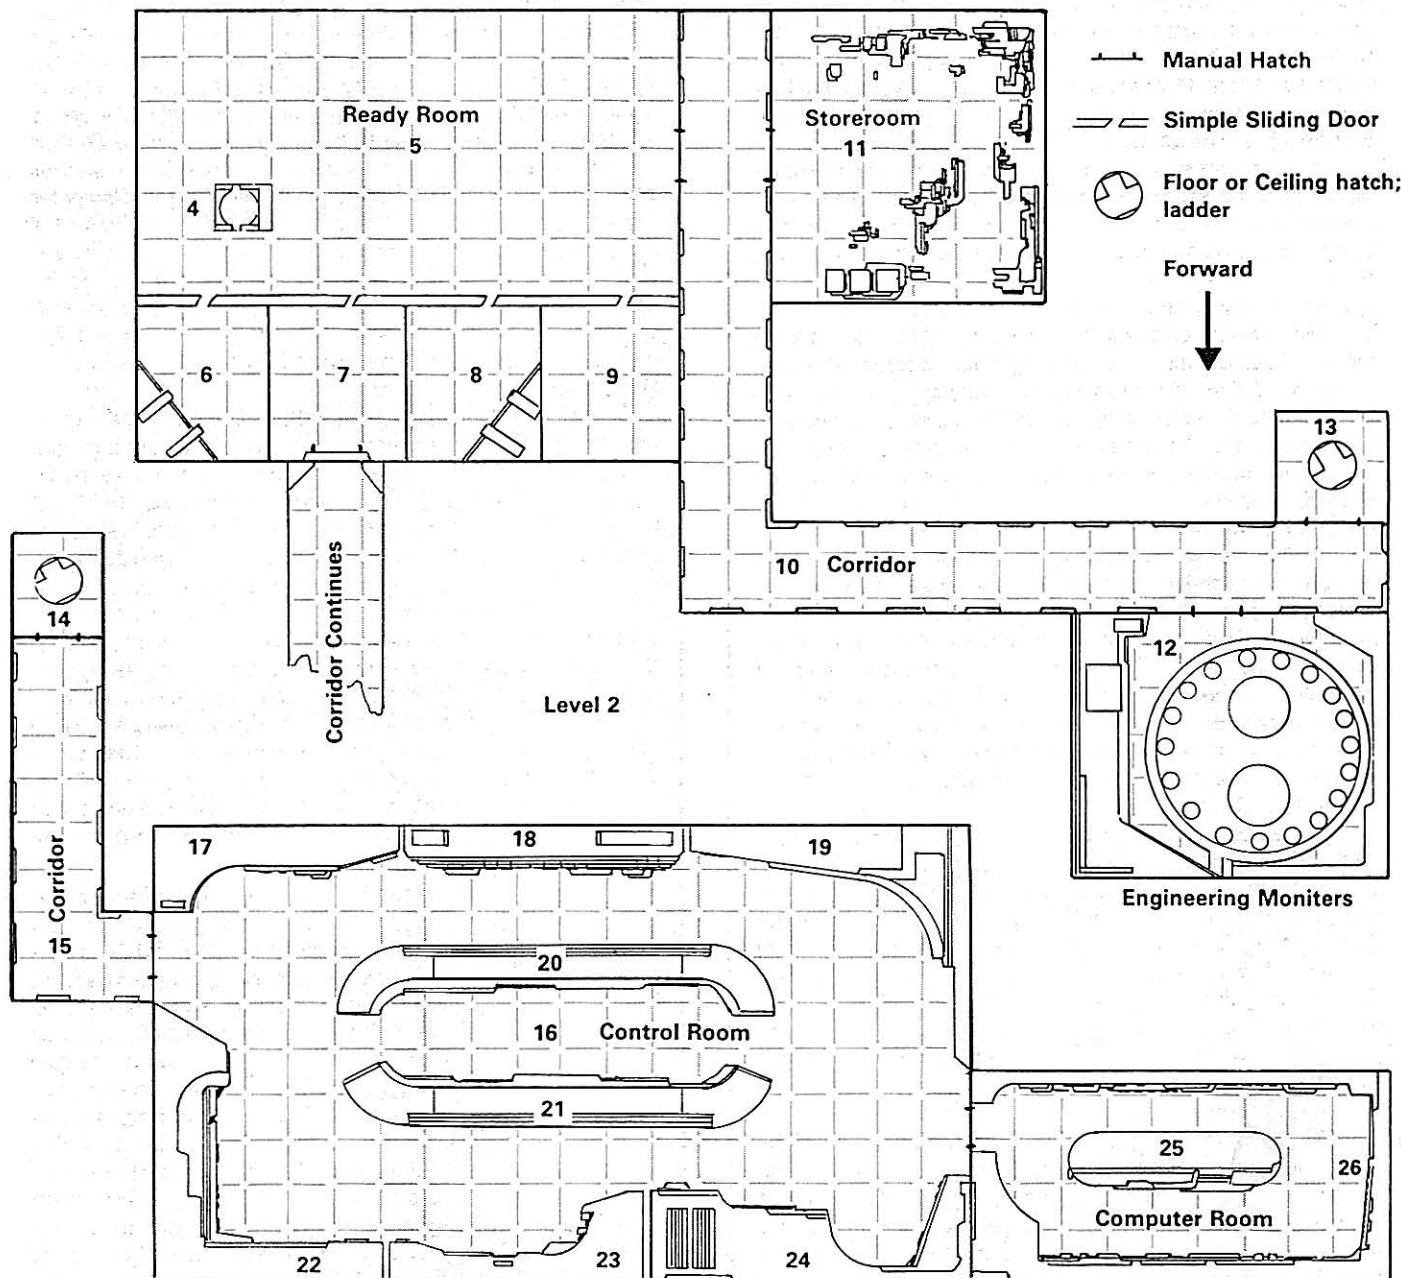 Manual Hatch
Simple Sliding Door
Floor or Ceiling hatch;
ladder
Forward
Ready Room
5
4
Storeroom
11
6
7
8
9
13
10 Corridor
14
Corridor Continues
12
Level 2
Engineering Moniters
Corridor
15
17
18
19
20
16 Control Room
21
25
26
Computer Room
22
23
24